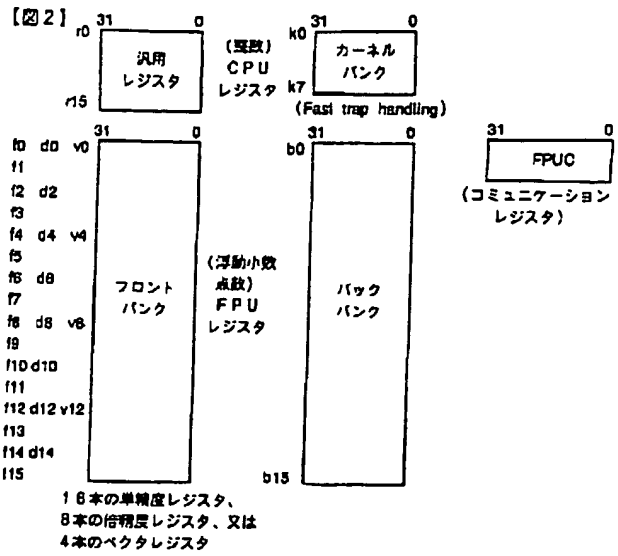 【図2】
31 0
r0
汎用
レジスタ
r15
(整数)
CPU
レジスタ
31 0
k0
カーネル
バンク
k7
(Fast trap handling)
31 0
FPUC
(コミュニケーション
レジスタ)
31 0
f0 d0 v0
f1
f2 d2
f3
f4 d4 v4
f5
f6 d6
f7
f8 d8 v8
f9
f10 d10
f11
f12 d12 v12
f13
f14 d14
f15
フロント
バンク
(浮動小数
点数)
FPU
レジスタ
31 0
b0
バック
バンク
b15
16本の単精度レジスタ、
8本の倍精度レジスタ、又は
4本のベクタレジスタ